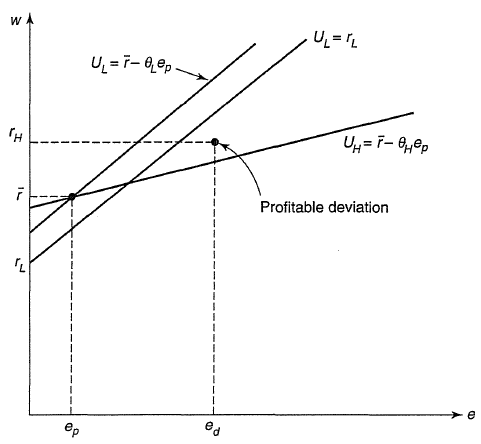 w
U_L = r̄ – θ_L e_p
U_L = r_L
r_H
U_H = r̄ – θ_H e_p
r̄
Profitable deviation
r_L
e
e_p
e_d